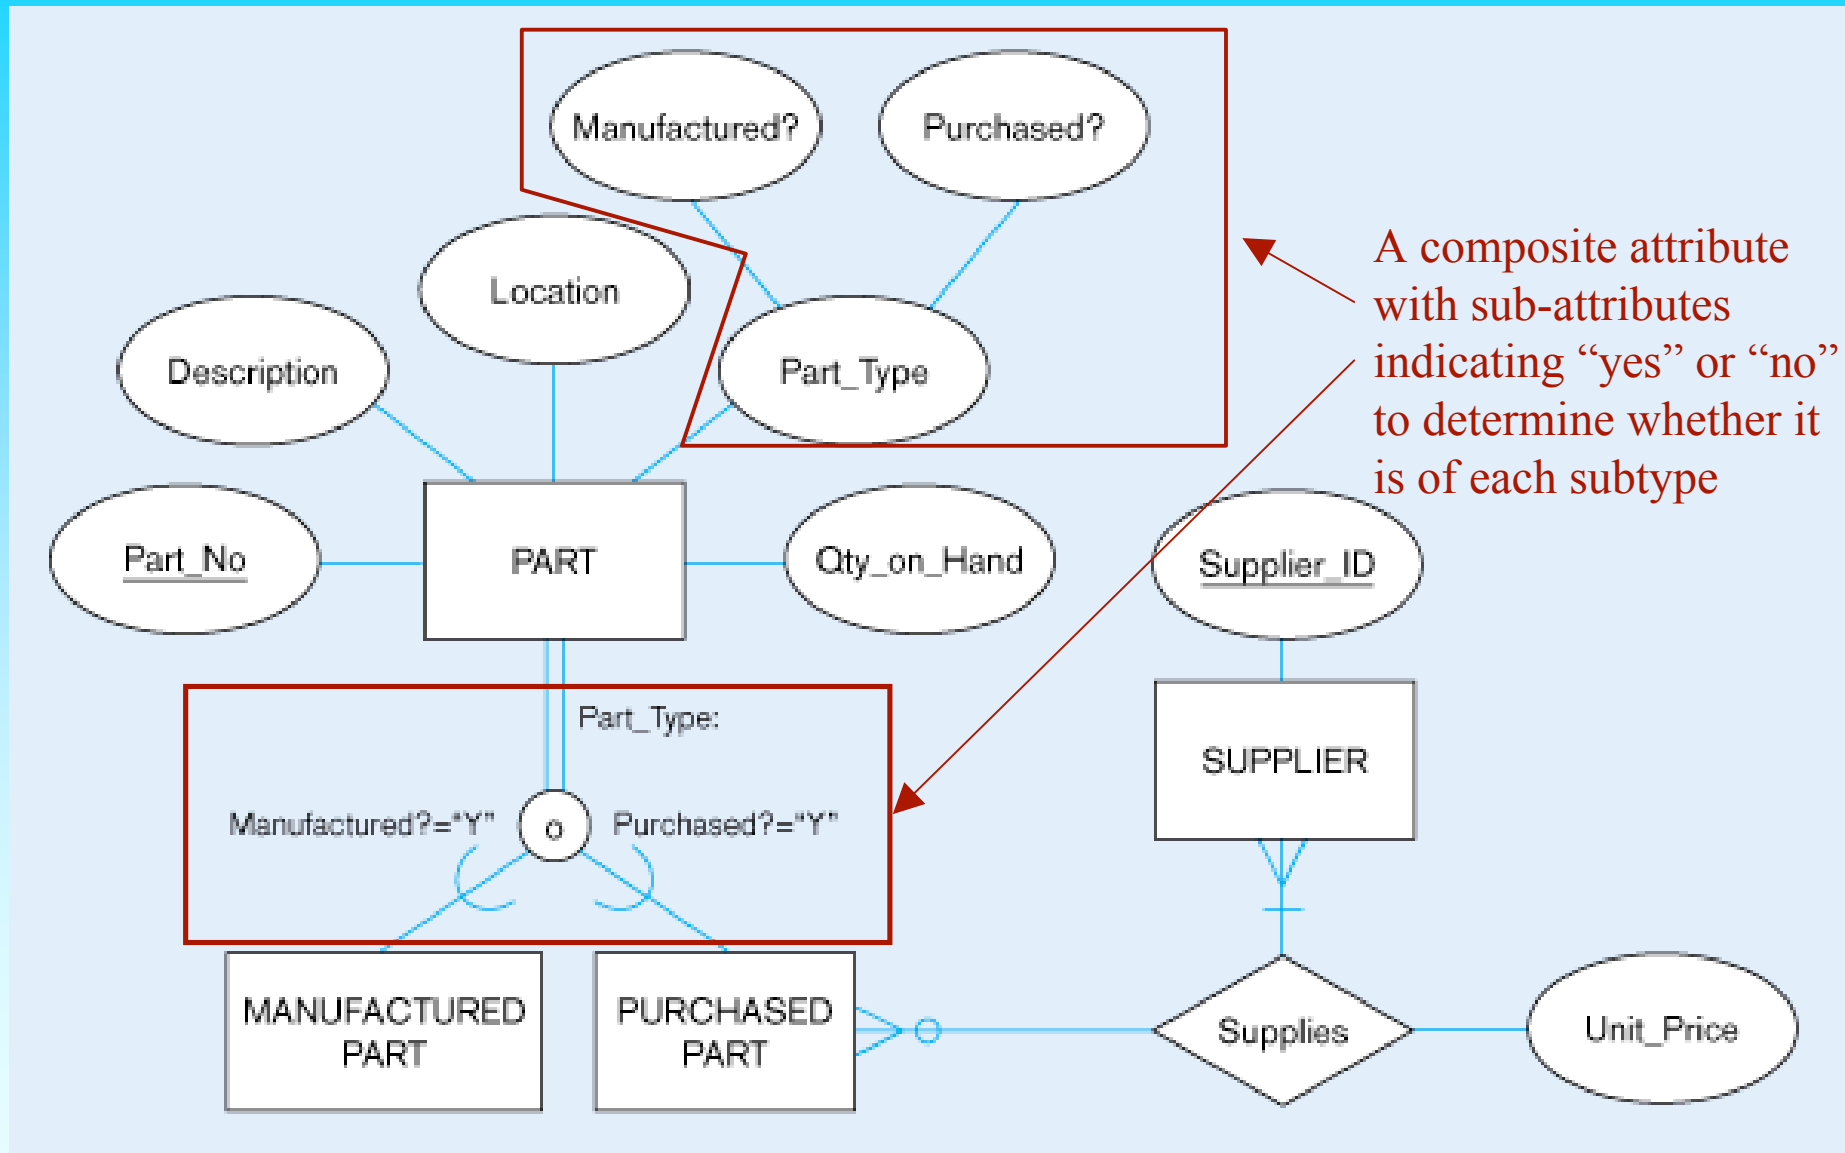 Manufactured?
Purchased?
Location
Description
Part_Type
A composite attribute
with sub-attributes
indicating “yes” or “no”
to determine whether it
is of each subtype
Part_No
PART
Qty_on_Hand
Supplier_ID
Part_Type:
SUPPLIER
Manufactured?=“Y”
o
Purchased?=“Y”
MANUFACTURED
PART
PURCHASED
PART
Supplies
Unit_Price